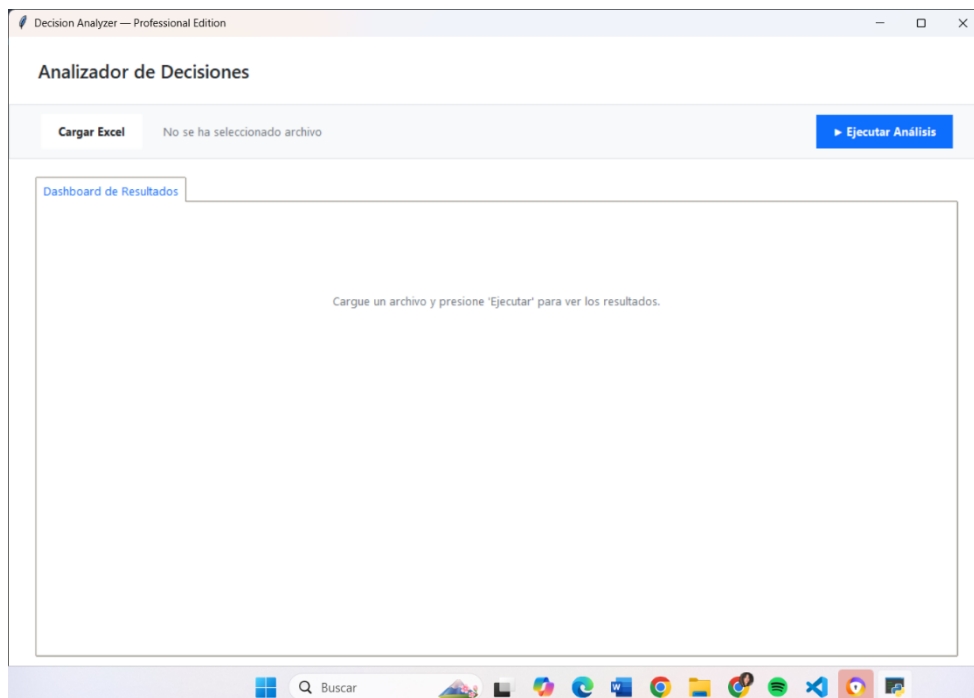 Decision Analyzer — Professional Edition
Analizador de Decisiones
Cargar Excel
No se ha seleccionado archivo
► Ejecutar Análisis
Dashboard de Resultados
Cargue un archivo y presione 'Ejecutar' para ver los resultados.
Buscar